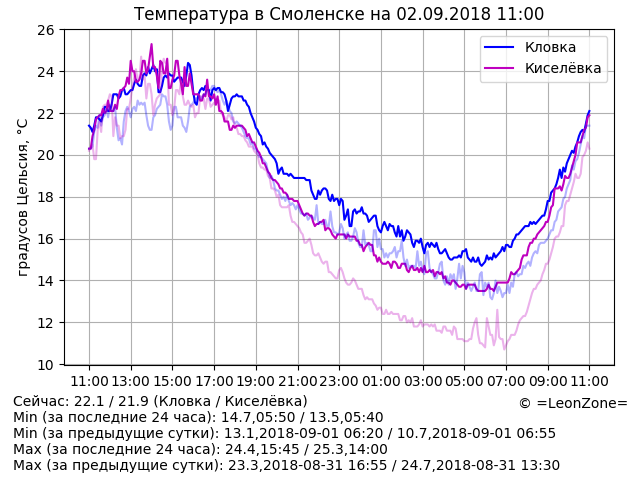 Температура в Смоленске на 02.09.2018 11:00
26
24
22
20
18
16
14
12
10
градусов Цельсия, °C
Кловка
Киселёвка
11:00 13:00 15:00 17:00 19:00 21:00 23:00 01:00 03:00 05:00 07:00 09:00 11:00
Сейчас: 22.1 / 21.9 (Кловка / Киселёвка)
© =LeonZone=
Min (за последние 24 часа): 14.7,05:50 / 13.5,05:40
Min (за предыдущие сутки): 13.1,2018-09-01 06:20 / 10.7,2018-09-01 06:55
Max (за последние 24 часа): 24.4,15:45 / 25.3,14:00
Max (за предыдущие сутки): 23.3,2018-08-31 16:55 / 24.7,2018-08-31 13:30